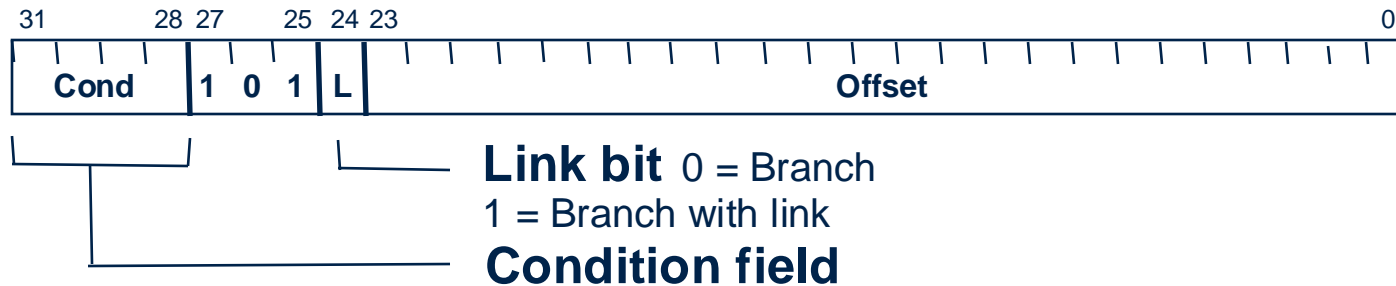 31 28 27 25 24 23 0
Cond 1 0 1 L Offset
Link bit 0 = Branch
1 = Branch with link
Condition field